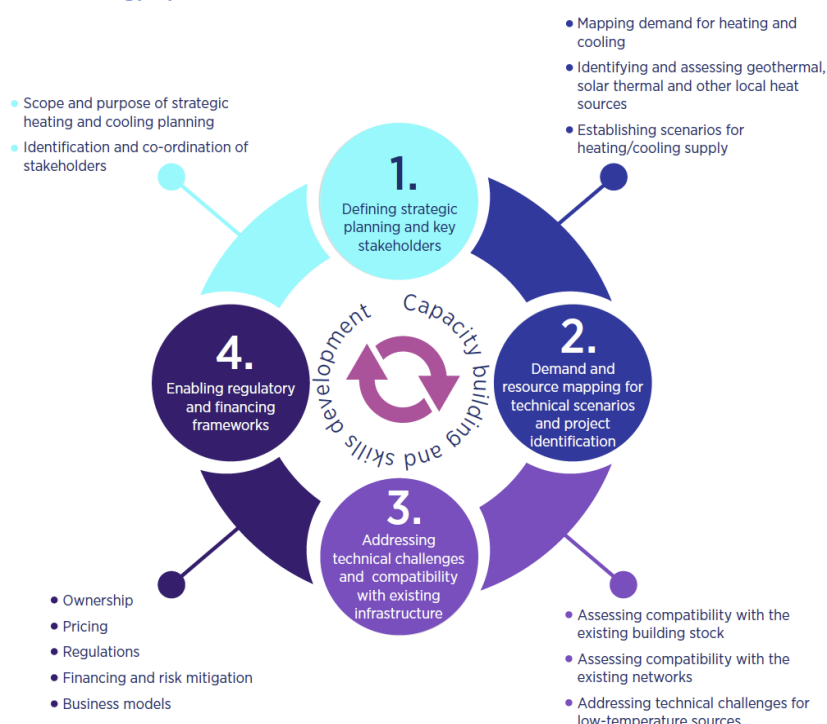 Scope and purpose of strategic
heating and cooling planning
Identification and co-ordination of
stakeholders
Mapping demand for heating and
cooling
Identifying and assessing geothermal,
solar thermal and other local heat
sources
Establishing scenarios for
heating/cooling supply
1.
Defining strategic
planning and key
stakeholders
2.
Demand and
resource mapping for
technical scenarios
and project
identification
3.
Addressing
technical challenges
and compatibility
with existing
infrastructure
4.
Enabling regulatory
and financing
frameworks
Capacity building and skills development
Ownership
Pricing
Regulations
Financing and risk mitigation
Business models
Assessing compatibility with the
existing building stock
Assessing compatibility with the
existing networks
Addressing technical challenges for
low-temperature sources